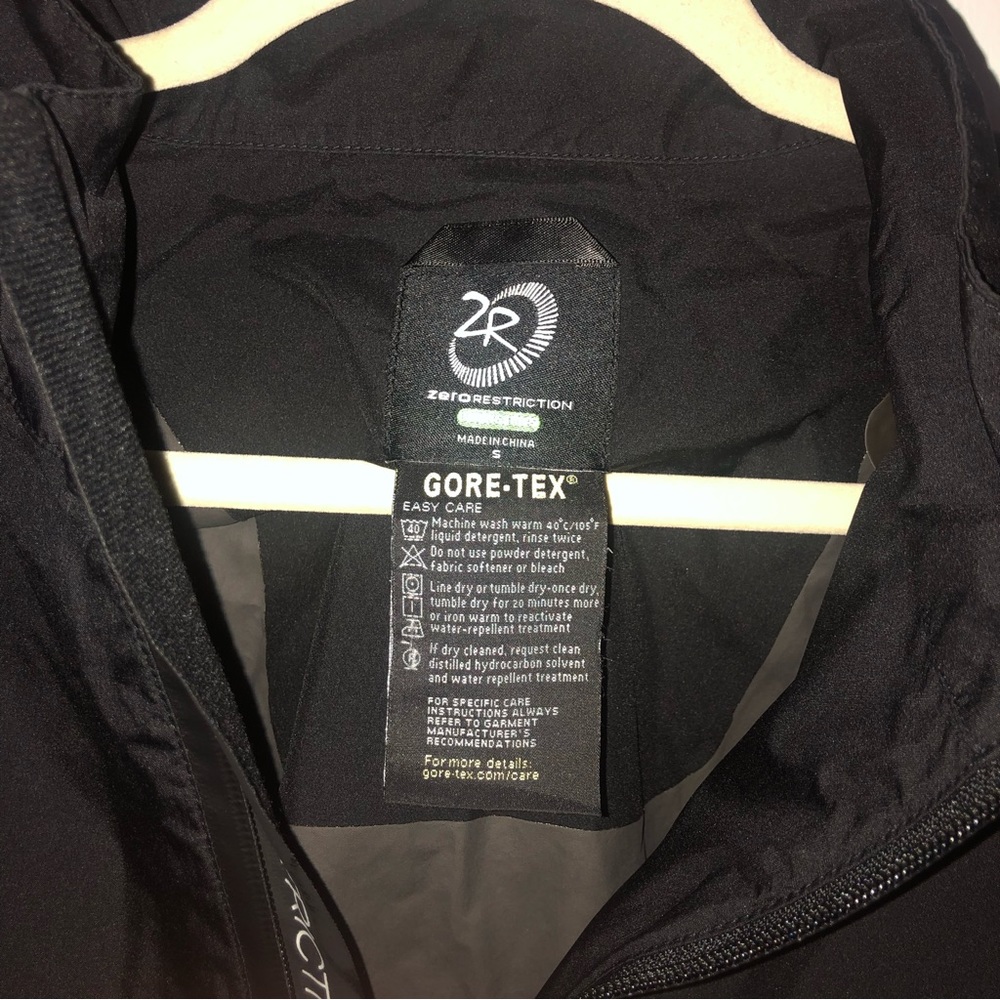 ZR
zero RESTRICTION
MADE IN CHINA
S
GORE-TEX®
EASY CARE
40
Machine wash warm 40°C/105°F
liquid detergent, rinse twice
Do not use powder detergent,
fabric softener or bleach
Line dry or tumble dry-once dry,
tumble dry for 20 minutes more
or iron warm to reactivate
water-repellent treatment
If dry cleaned, request clean
distilled hydrocarbon solvent
and water repellent treatment
FOR SPECIFIC CARE
INSTRUCTIONS ALWAYS
REFER TO GARMENT
MANUFACTURER'S
RECOMMENDATIONS
For more details:
gore-tex.com/care